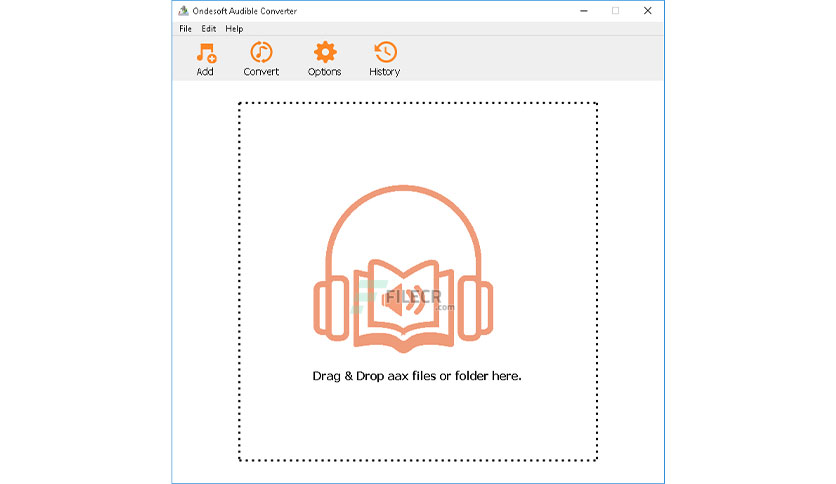 Ondesoft Audible Converter
File Edit Help
Add Convert Options History
FILECR
.com
Drag & Drop aax files or folder here.